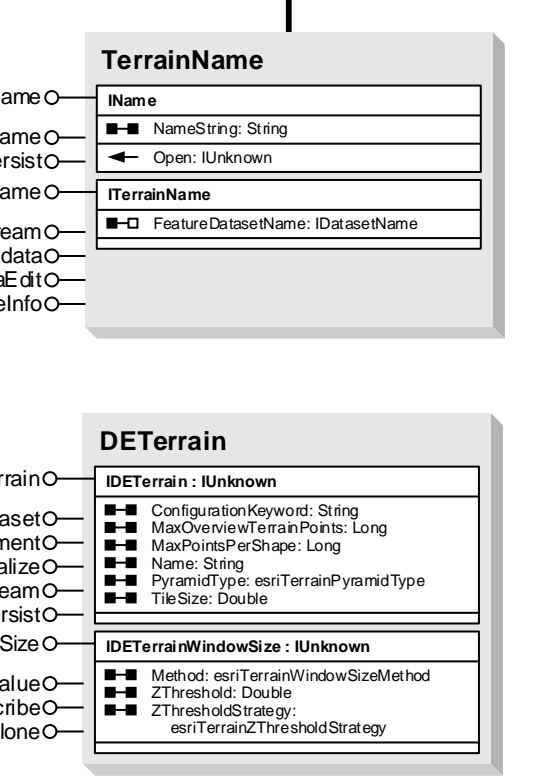 TerrainName
IName
NameString: String
Open: IUnknown
ITerrainName
FeatureDatasetName: IDatasetName
DETerrain
IDETerrain : IUnknown
ConfigurationKeyword: String
MaxOverviewTerrainPoints: Long
MaxPointsPerShape: Long
Name: String
PyramidType: esriTerrainPyramidType
TileSize: Double
Size
IDETerrainWindowSize : IUnknown
Method: esriTerrainWindowSizeMethod
ZThreshold: Double
ZThresholdStrategy:
esriTerrainZThresholdStrategy